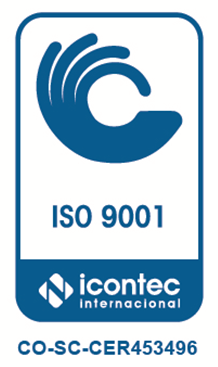 ISO 9001
icontec
internacional
CO-SC-CER453496